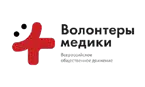 Волонтеры
медики
Всероссийское
общественное движение